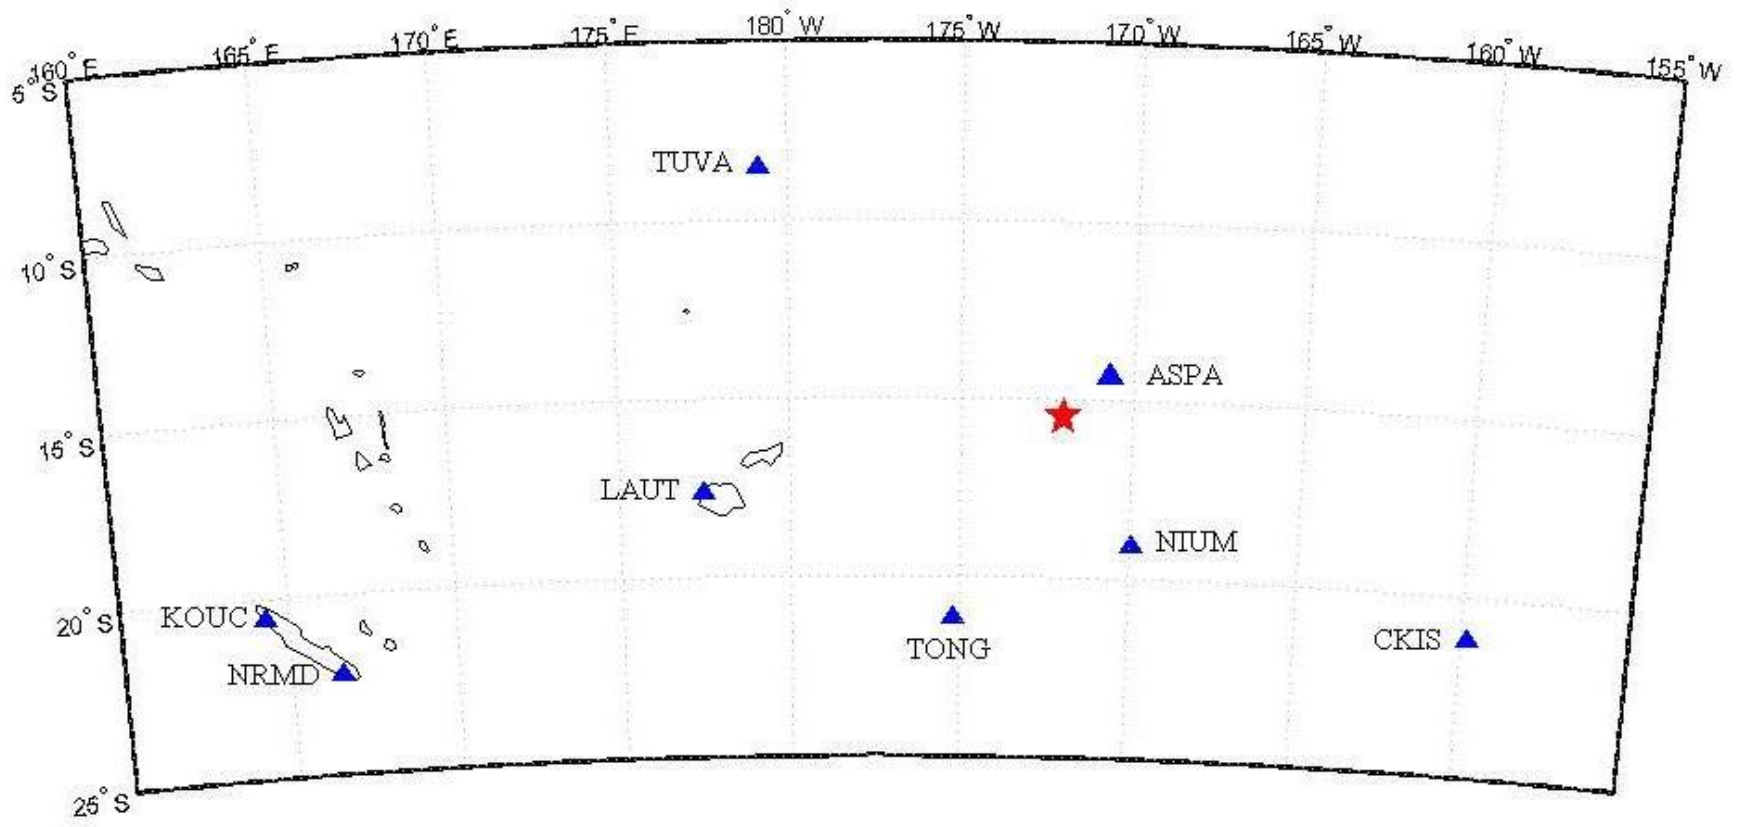 160° E
165° E
170° E
175° E
180° W
175° W
170° W
165° W
160° W
155° W
5° S
10° S
15° S
20° S
25° S
TUVA
ASPA
LAUT
NIUM
KOUC
TONG
CKIS
NRMD